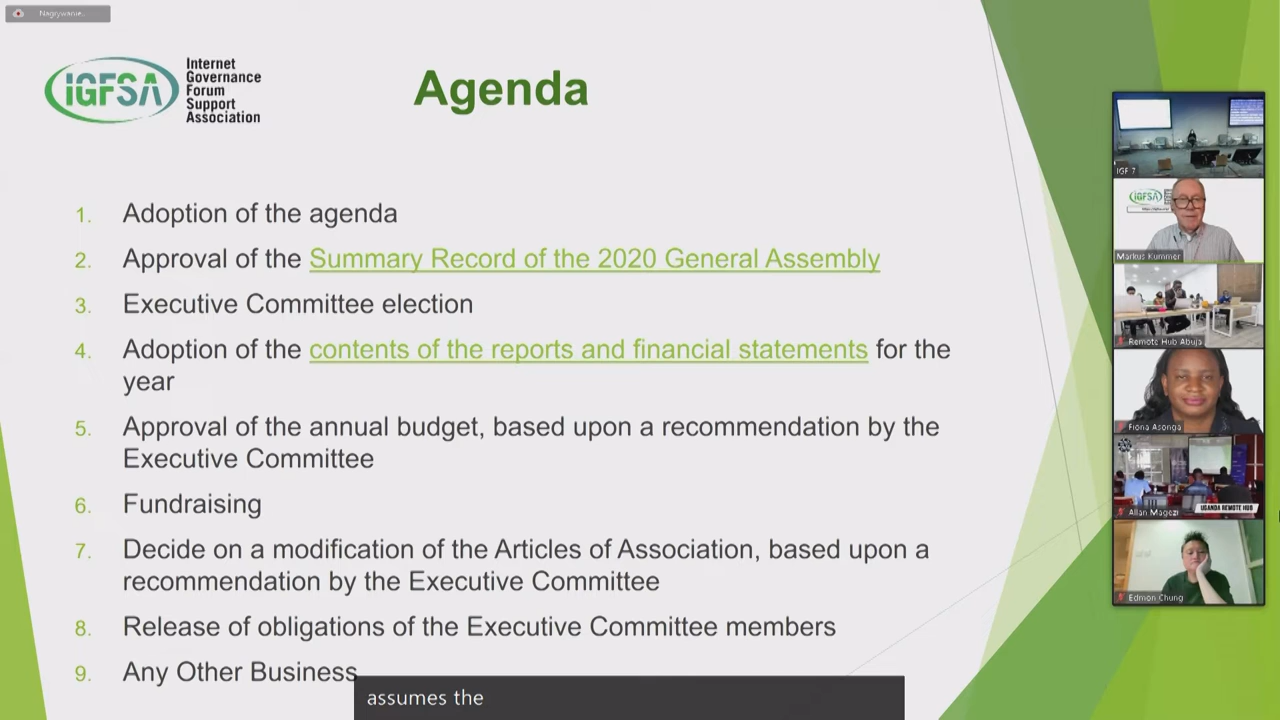 Nagrywanie...
IGFSA
Internet
Governance
Forum
Support
Association
Agenda
1. Adoption of the agenda
2. Approval of the Summary Record of the 2020 General Assembly
3. Executive Committee election
4. Adoption of the contents of the reports and financial statements for the
year
5. Approval of the annual budget, based upon a recommendation by the
Executive Committee
6. Fundraising
7. Decide on a modification of the Articles of Association, based upon a
recommendation by the Executive Committee
8. Release of obligations of the Executive Committee members
9. Any Other Business
assumes the
IGF 7
IGFSA
Markus Kummer
Remote Hub Abuja
Fiona Asonga
Allan Magezi
UGANDA REMOTE HUB
Edmon Chung